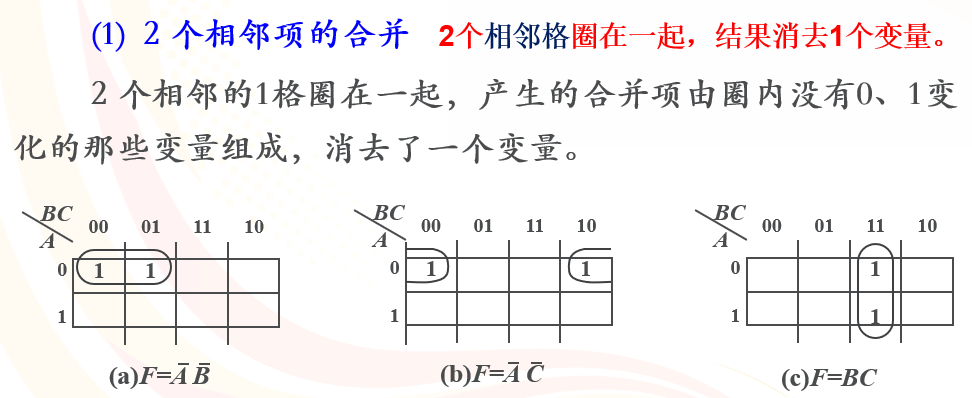 (1) 2 个相邻项的合并 2个相邻格圈在一起，结果消去1个变量。
2 个相邻的1格圈在一起，产生的合并项由圈内没有0、1变
化的那些变量组成，消去了一个变量。
BC 00 01 11 10
A
0 1 1
1
(a)F=A̅ B̅
BC 00 01 11 10
A
0 1 1
1
(b)F=A̅ C̅
BC 00 01 11 10
A
0 1
1 1
(c)F=BC